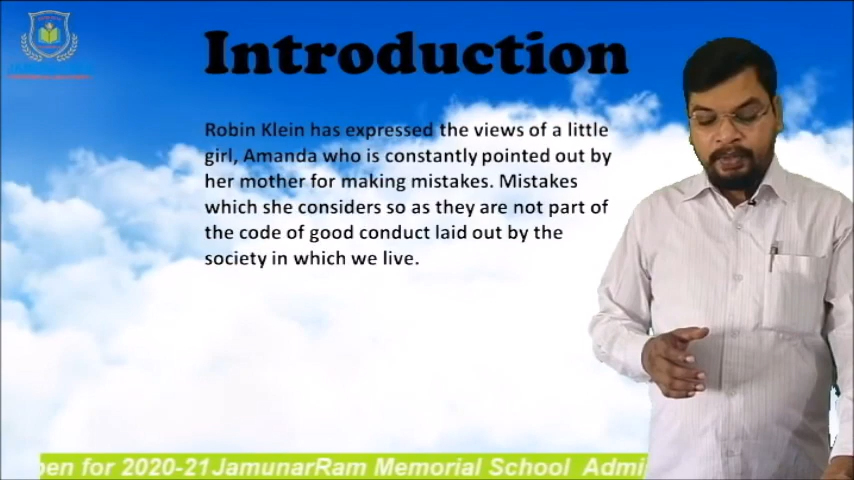 Introduction
Robin Klein has expressed the views of a little
girl, Amanda who is constantly pointed out by
her mother for making mistakes. Mistakes
which she considers so as they are not part of
the code of good conduct laid out by the
society in which we live.
pen for 2020-21 JamunarRam Memorial School Admi